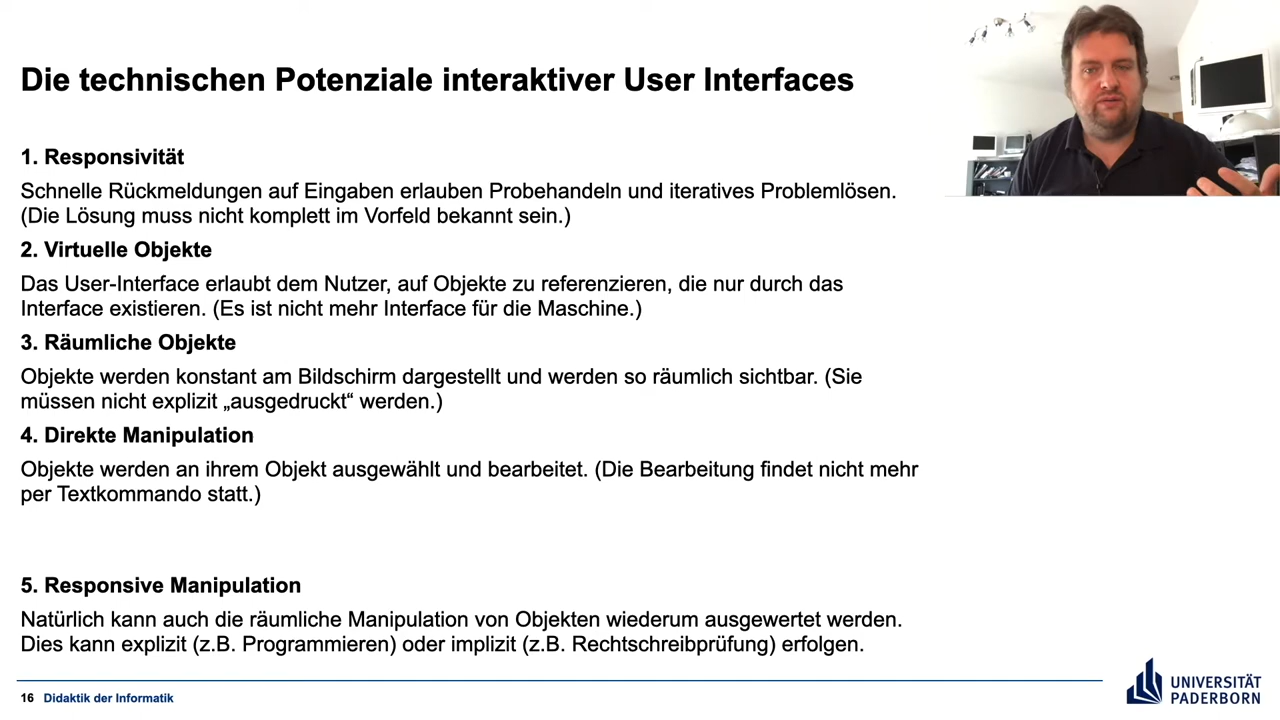 Die technischen Potenziale interaktiver User Interfaces
1. Responsivität
Schnelle Rückmeldungen auf Eingaben erlauben Probehandeln und iteratives Problemlösen.
(Die Lösung muss nicht komplett im Vorfeld bekannt sein.)
2. Virtuelle Objekte
Das User-Interface erlaubt dem Nutzer, auf Objekte zu referenzieren, die nur durch das
Interface existieren. (Es ist nicht mehr Interface für die Maschine.)
3. Räumliche Objekte
Objekte werden konstant am Bildschirm dargestellt und werden so räumlich sichtbar. (Sie
müssen nicht explizit „ausgedruckt“ werden.)
4. Direkte Manipulation
Objekte werden an ihrem Objekt ausgewählt und bearbeitet. (Die Bearbeitung findet nicht mehr
per Textkommando statt.)
5. Responsive Manipulation
Natürlich kann auch die räumliche Manipulation von Objekten wiederum ausgewertet werden.
Dies kann explizit (z.B. Programmieren) oder implizit (z.B. Rechtschreibprüfung) erfolgen.
16 Didaktik der Informatik
UNIVERSITÄT
PADERBORN